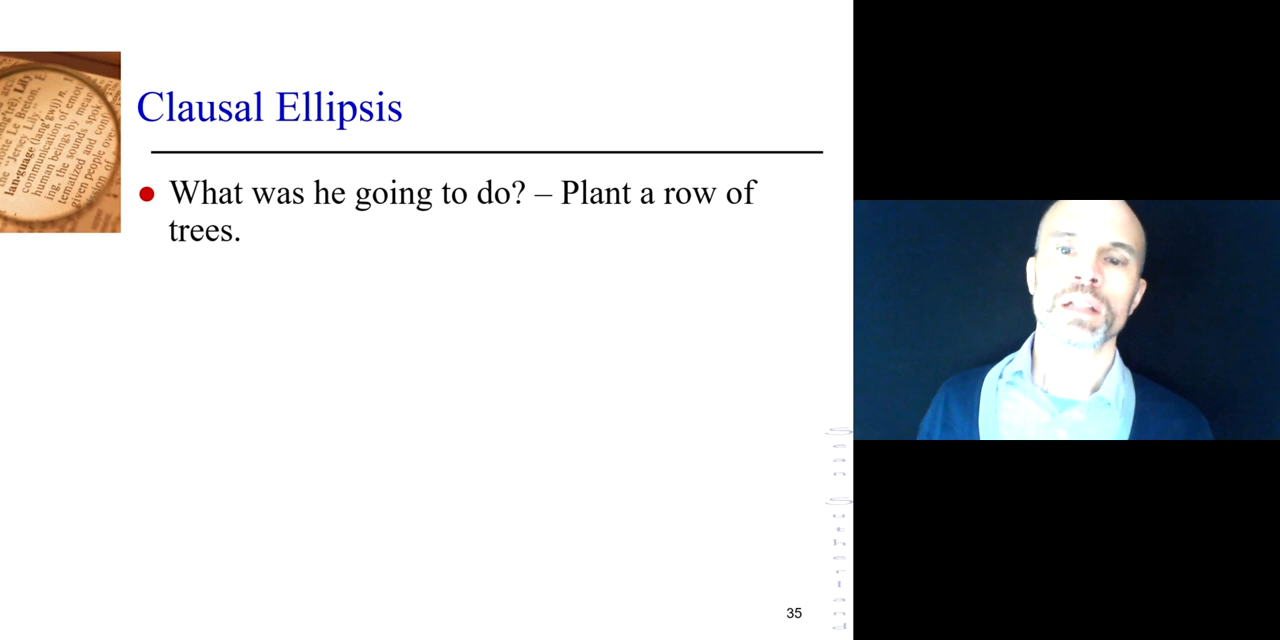 Clausal Ellipsis
● What was he going to do? – Plant a row of
trees.
35